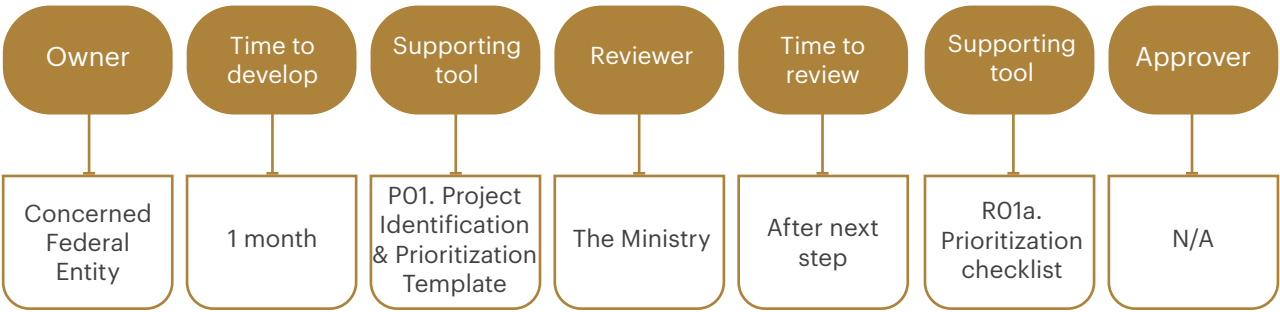 Owner
Time to
develop
Supporting
tool
Reviewer
Time to
review
Supporting
tool
Approver
Concerned
Federal
Entity
1 month
P01. Project
Identification
& Prioritization
Template
The Ministry
After next
step
R01a.
Prioritization
checklist
N/A